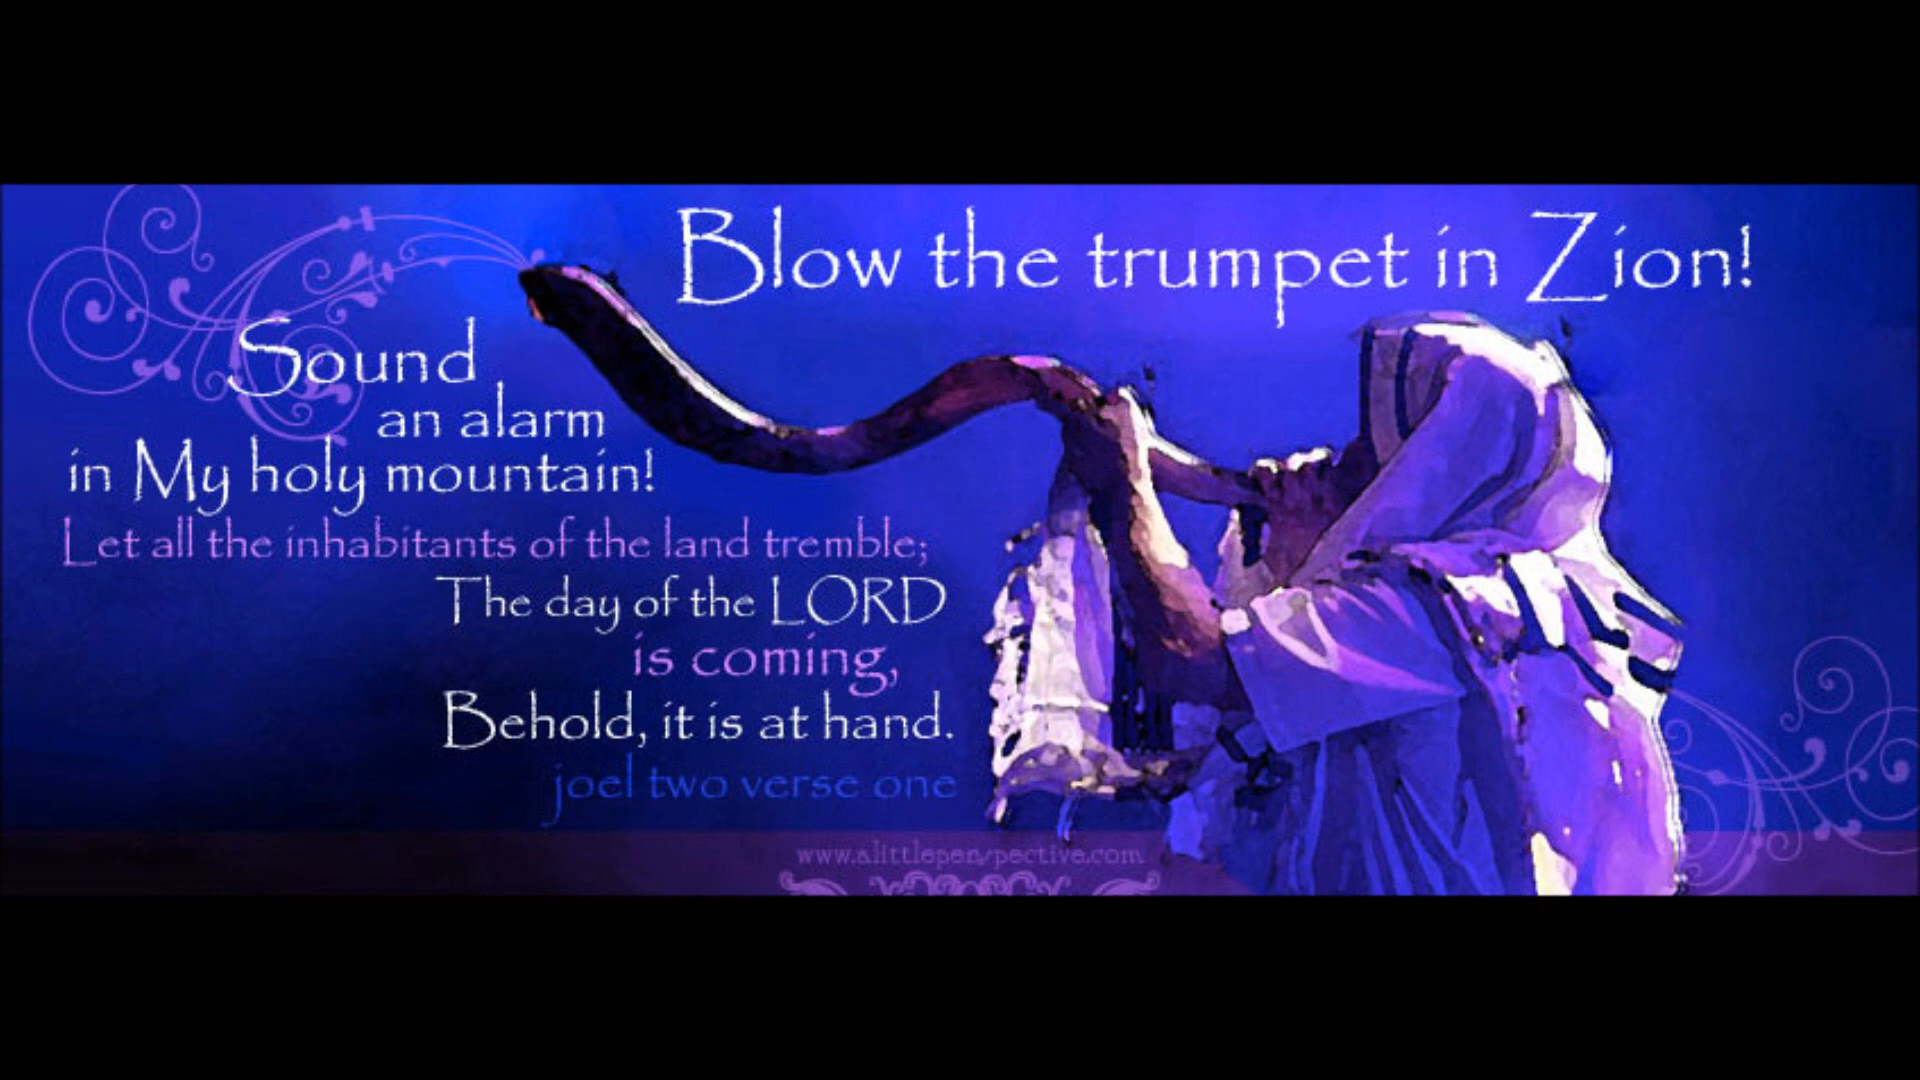 Blow the trumpet in Zion!
Sound
an alarm
in My holy mountain!
Let all the inhabitants of the land tremble;
The day of the LORD
is coming,
Behold, it is at hand.
joel two verse one
www.alittleperspective.com